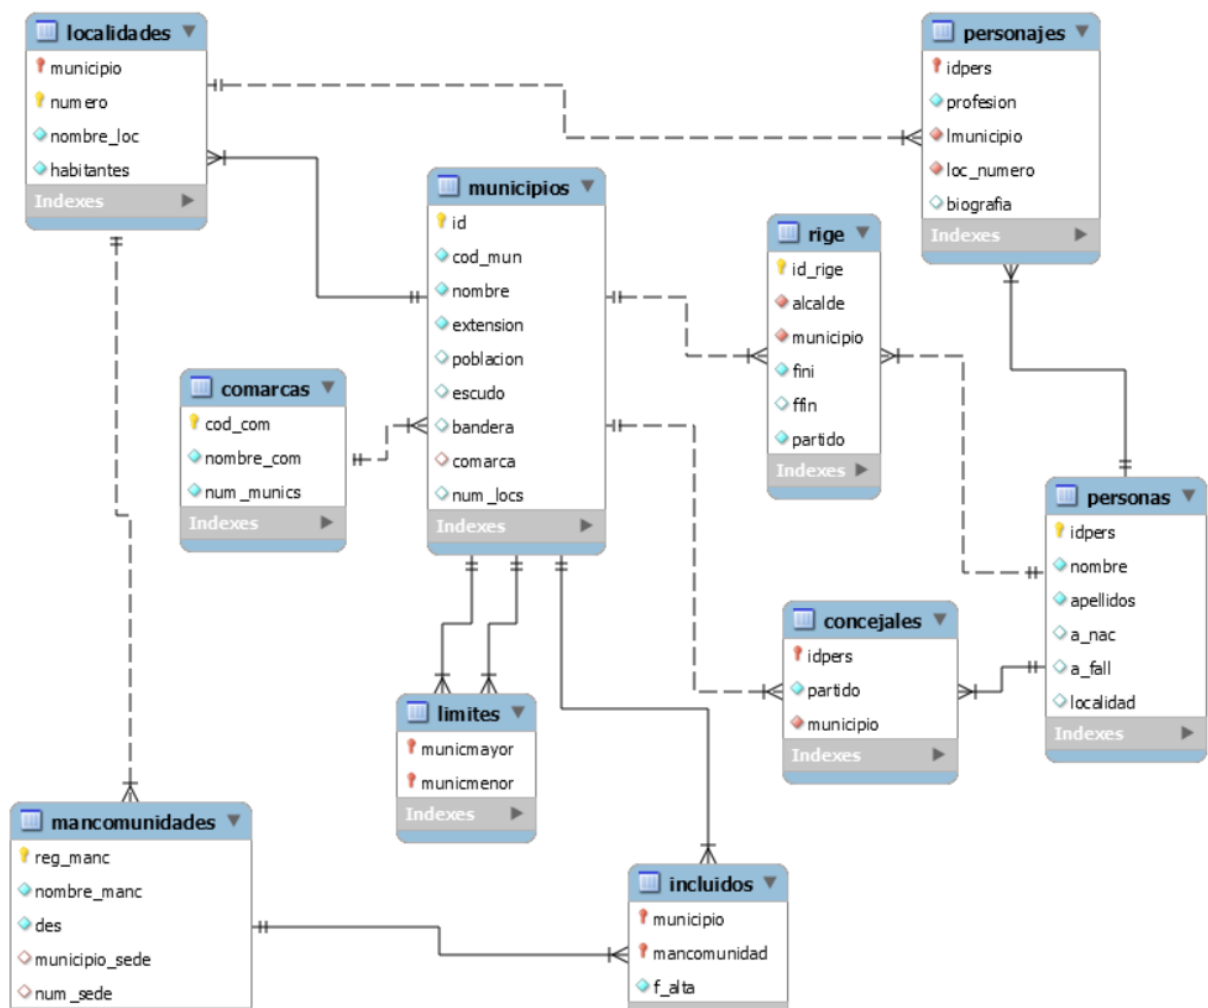 localidades
municipio
numero
nombre_loc
habitantes
Indexes
personajes
idpers
profesion
lmunicipio
loc_numero
biografia
Indexes
municipios
id
cod_mun
nombre
extension
poblacion
escudo
bandera
comarca
num_locs
Indexes
rige
id_rige
alcalde
municipio
fini
ffin
partido
Indexes
comarcas
cod_com
nombre_com
num_munics
Indexes
personas
idpers
nombre
apellidos
a_nac
a_fall
localidad
Indexes
concejales
idpers
partido
municipio
Indexes
limites
municmayor
municmenor
Indexes
mancomunidades
reg_manc
nombre_manc
des
municipio_sede
num_sede
incluidos
municipio
mancomunidad
f_alta